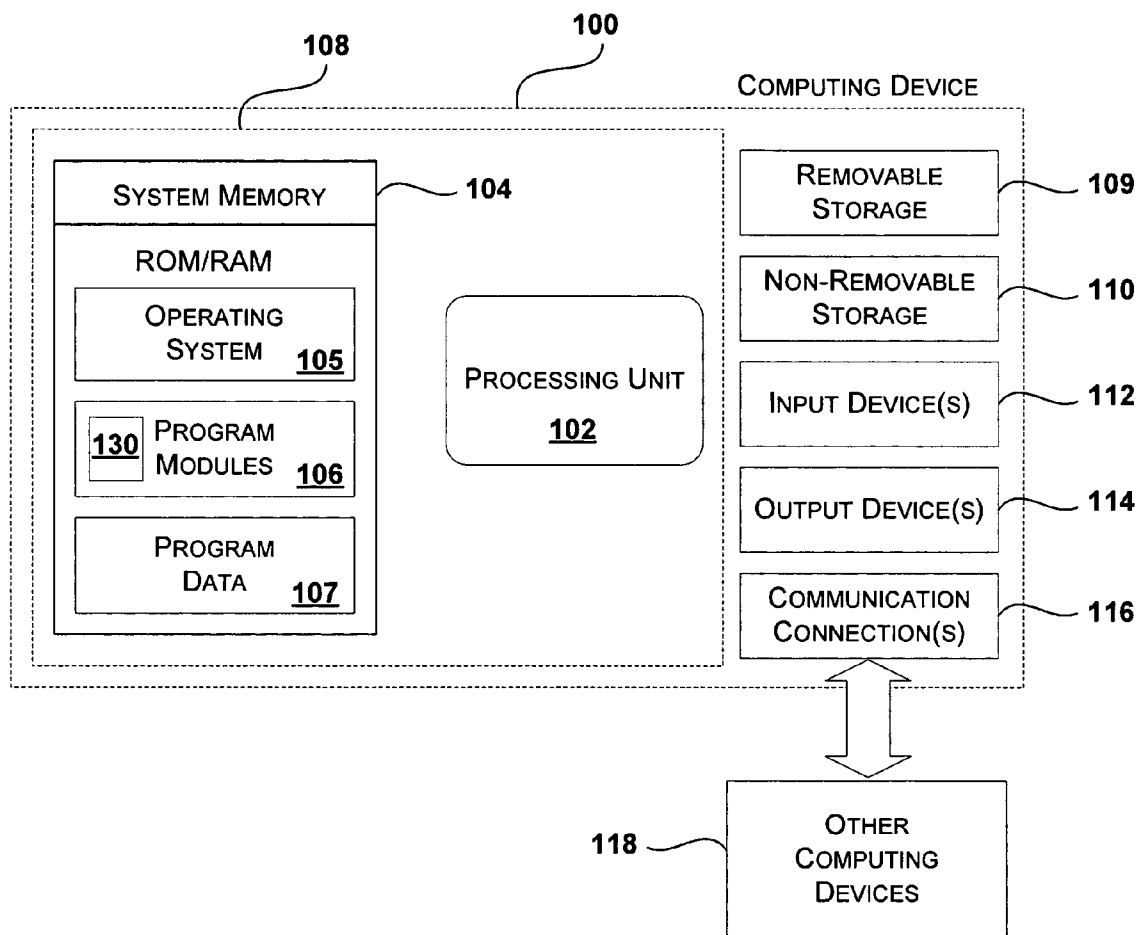 100
108
COMPUTING DEVICE
SYSTEM MEMORY
104
ROM/RAM
OPERATING
SYSTEM
105
130
PROGRAM
MODULES
106
PROGRAM
DATA
107
PROCESSING UNIT
102
REMOVABLE
STORAGE
109
NON-REMOVABLE
STORAGE
110
INPUT DEVICE(S)
112
OUTPUT DEVICE(S)
114
COMMUNICATION
CONNECTION(S)
116
OTHER
COMPUTING
DEVICES
118